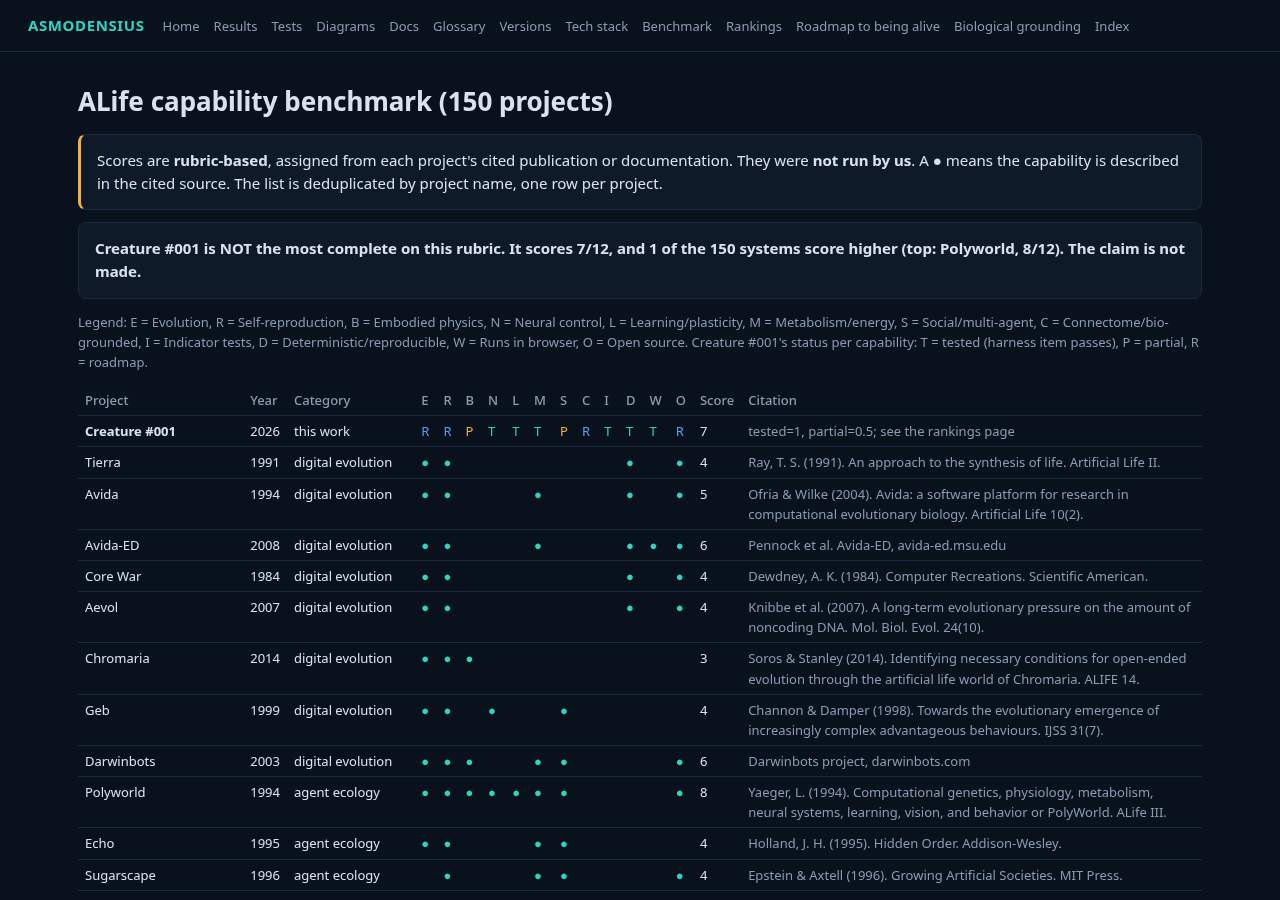 ASMODENSIUS Home Results Tests Diagrams Docs Glossary Versions Tech stack Benchmark Rankings Roadmap to being alive Biological grounding Index
ALife capability benchmark (150 projects)
Scores are rubric-based, assigned from each project's cited publication or documentation. They were not run by us. A ● means the capability is described
in the cited source. The list is deduplicated by project name, one row per project.
Creature #001 is NOT the most complete on this rubric. It scores 7/12, and 1 of the 150 systems score higher (top: Polyworld, 8/12). The claim is not
made.
Legend: E = Evolution, R = Self-reproduction, B = Embodied physics, N = Neural control, L = Learning/plasticity, M = Metabolism/energy, S = Social/multi-agent, C = Connectome/bio-
grounded, I = Indicator tests, D = Deterministic/reproducible, W = Runs in browser, O = Open source. Creature #001's status per capability: T = tested (harness item passes), P = partial, R
= roadmap.
Project Year Category E R B N L M S C I D W O Score Citation
Creature #001 2026 this work R R P T T T P R T T T R 7 tested=1, partial=0.5; see the rankings page
Tierra 1991 digital evolution ● ● ● ● 4 Ray, T. S. (1991). An approach to the synthesis of life. Artificial Life II.
Avida 1994 digital evolution ● ● ● ● ● 5 Ofria & Wilke (2004). Avida: a software platform for research in
computational evolutionary biology. Artificial Life 10(2).
Avida-ED 2008 digital evolution ● ● ● ● ● ● 6 Pennock et al. Avida-ED, avida-ed.msu.edu
Core War 1984 digital evolution ● ● ● ● 4 Dewdney, A. K. (1984). Computer Recreations. Scientific American.
Aevol 2007 digital evolution ● ● ● ● 4 Knibbe et al. (2007). A long-term evolutionary pressure on the amount of
noncoding DNA. Mol. Biol. Evol. 24(10).
Chromaria 2014 digital evolution ● ● ● 3 Soros & Stanley (2014). Identifying necessary conditions for open-ended
evolution through the artificial life world of Chromaria. ALIFE 14.
Geb 1999 digital evolution ● ● ● ● 4 Channon & Damper (1998). Towards the evolutionary emergence of
increasingly complex advantageous behaviours. IJSS 31(7).
Darwinbots 2003 digital evolution ● ● ● ● ● ● 6 Darwinbots project, darwinbots.com
Polyworld 1994 agent ecology ● ● ● ● ● ● ● ● 8 Yaeger, L. (1994). Computational genetics, physiology, metabolism,
neural systems, learning, vision, and behavior or PolyWorld. ALife III.
Echo 1995 agent ecology ● ● ● ● 4 Holland, J. H. (1995). Hidden Order. Addison-Wesley.
Sugarscape 1996 agent ecology ● ● ● ● 4 Epstein & Axtell (1996). Growing Artificial Societies. MIT Press.